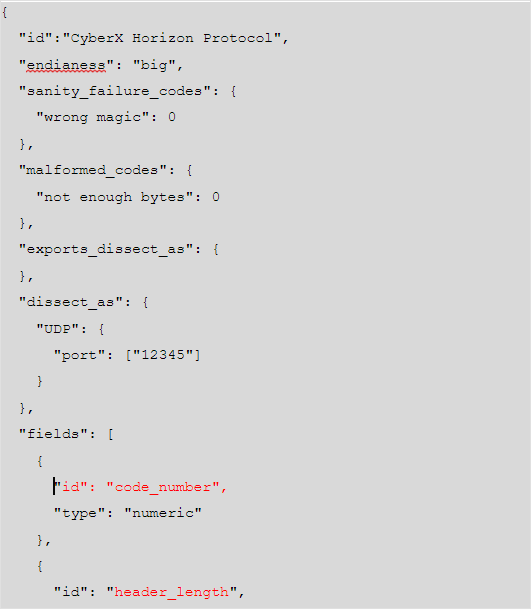 {
"id":"CyberX Horizon Protocol",
"endianess": "big",
"sanity_failure_codes": {
"wrong magic": 0
},
"malformed_codes": {
"not enough bytes": 0
},
"exports_dissect_as": {
},
"dissect_as": {
"UDP": {
"port": ["12345"]
}
},
"fields": [
{
"id": "code_number",
"type": "numeric"
},
{
"id": "header_length",